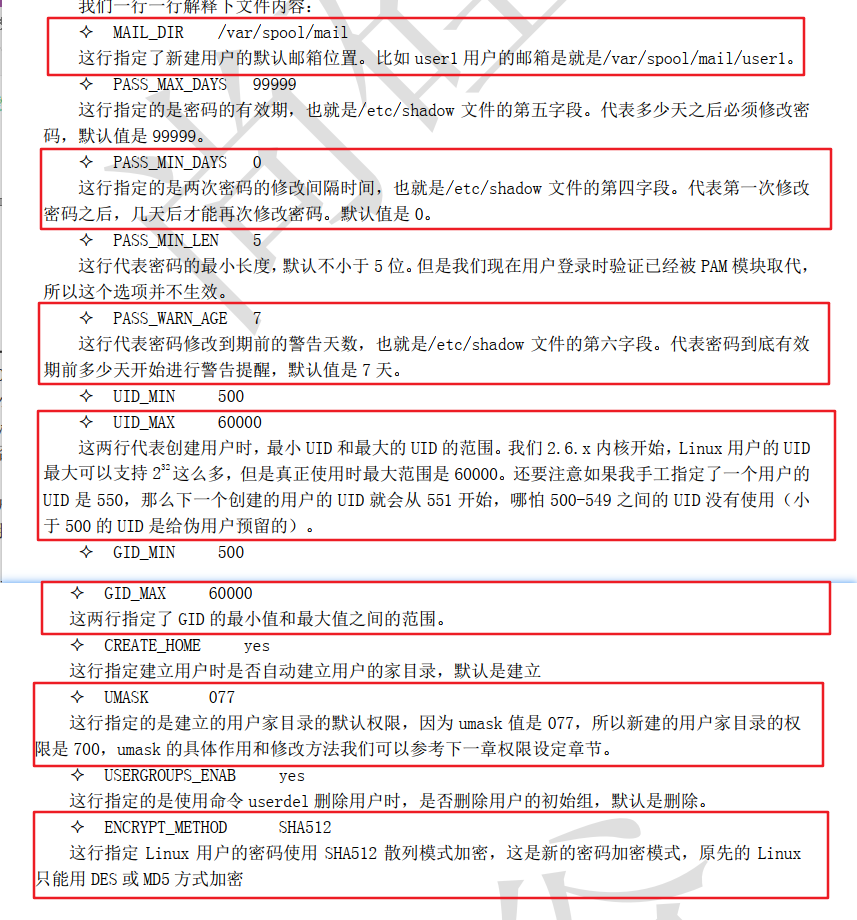 我们一行一行解释下文件内容：
✧ MAIL_DIR /var/spool/mail
这行指定了新建用户的默认邮箱位置。比如 user1 用户的邮箱是就是/var/spool/mail/user1。
✧ PASS_MAX_DAYS 99999
这行指定的是密码的有效期，也就是/etc/shadow 文件的第五字段。代表多少天之后必须修改密
码，默认值是 99999。
✧ PASS_MIN_DAYS 0
这行指定的是两次密码的修改间隔时间，也就是/etc/shadow 文件的第四字段。代表第一次修改
密码之后，几天后才能再次修改密码。默认值是 0。
✧ PASS_MIN_LEN 5
这行代表密码的最小长度，默认不小于 5 位。但是我们现在用户登录时验证已经被 PAM 模块取代，
所以这个选项并不生效。
✧ PASS_WARN_AGE 7
这行代表密码修改到期前的警告天数，也就是/etc/shadow 文件的第六字段。代表密码到底有效
期前多少天开始进行警告提醒，默认值是 7 天。
✧ UID_MIN 500
✧ UID_MAX 60000
这两行代表创建用户时，最小 UID 和最大的 UID 的范围。我们 2.6.x 内核开始，Linux 用户的 UID
最大可以支持 2³²这么多，但是真正使用时最大范围是 60000。还要注意如果我手工指定了一个用户的
UID 是 550，那么下一个创建的用户的 UID 就会从 551 开始，哪怕 500-549 之间的 UID 没有使用（小
于 500 的 UID 是给伪用户预留的）。
✧ GID_MIN 500
✧ GID_MAX 60000
这两行指定了 GID 的最小值和最大值之间的范围。
✧ CREATE_HOME yes
这行指定建立用户时是否自动建立用户的家目录，默认是建立
✧ UMASK 077
这行指定的是建立的用户家目录的默认权限，因为 umask 值是 077，所以新建的用户家目录的权
限是 700，umask 的具体作用和修改方法我们可以参考下一章权限设定章节。
✧ USERGROUPS_ENAB yes
这行指定的是使用命令 userdel 删除用户时，是否删除用户的初始组，默认是删除。
✧ ENCRYPT_METHOD SHA512
这行指定 Linux 用户的密码使用 SHA512 散列模式加密，这是新的密码加密模式，原先的 Linux
只能用 DES 或 MD5 方式加密